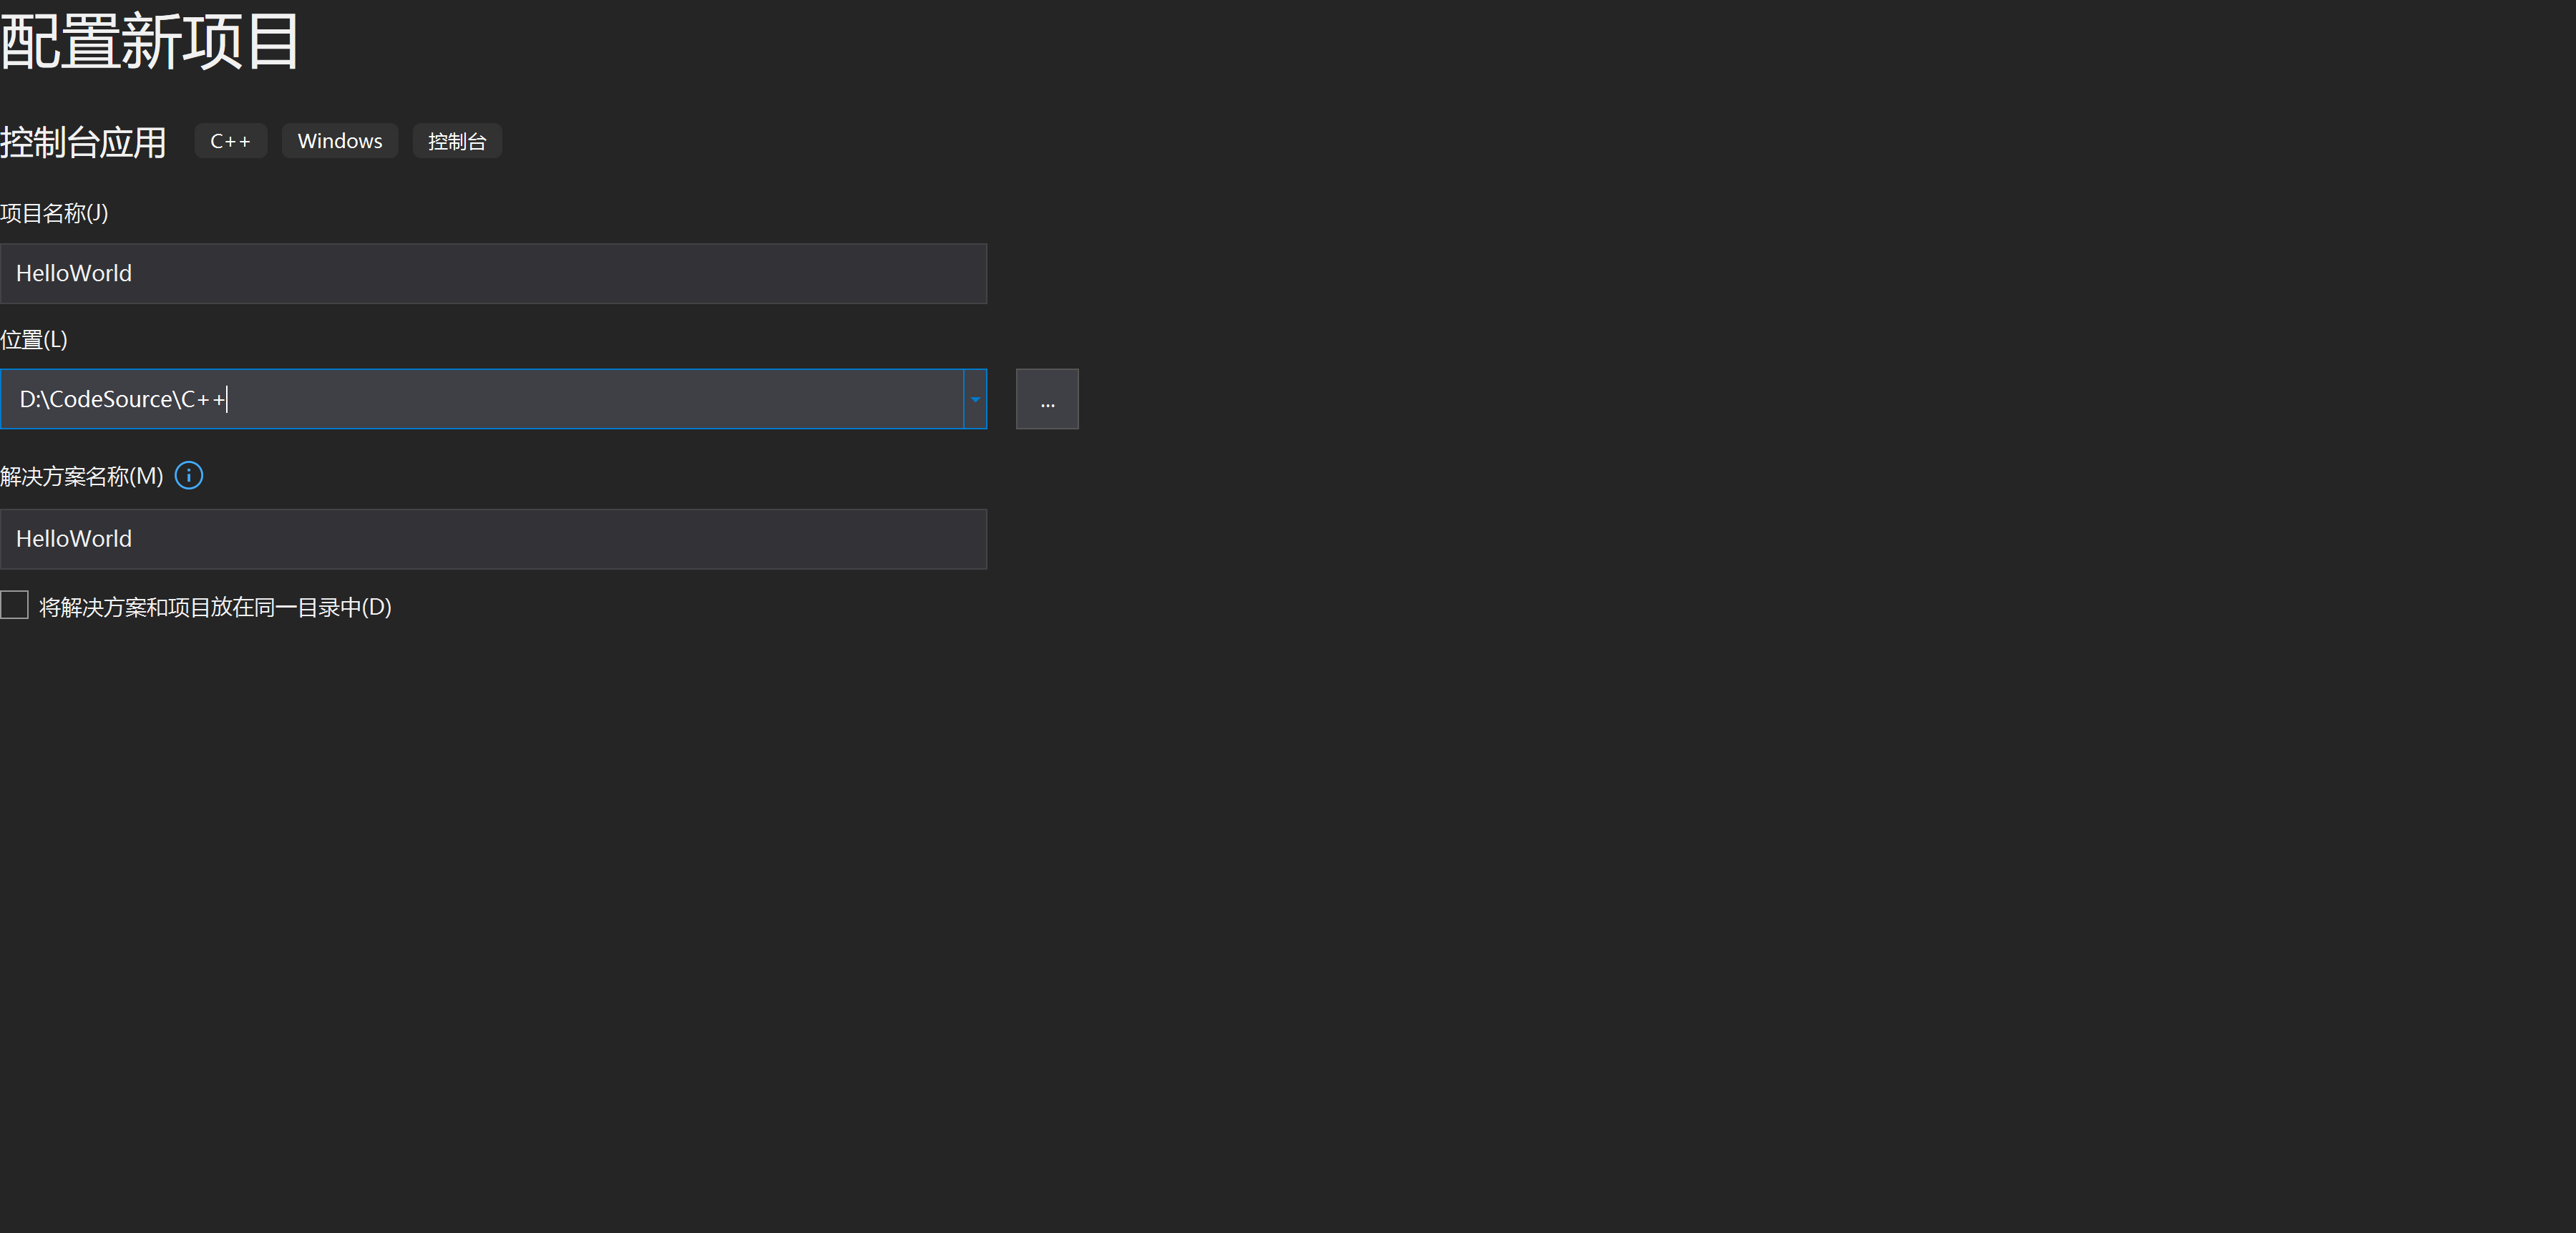 配置新项目
控制台应用 C++ Windows 控制台
项目名称(J)
HelloWorld
位置(L)
D:\CodeSource\C++
...
解决方案名称(M)
HelloWorld
将解决方案和项目放在同一目录中(D)